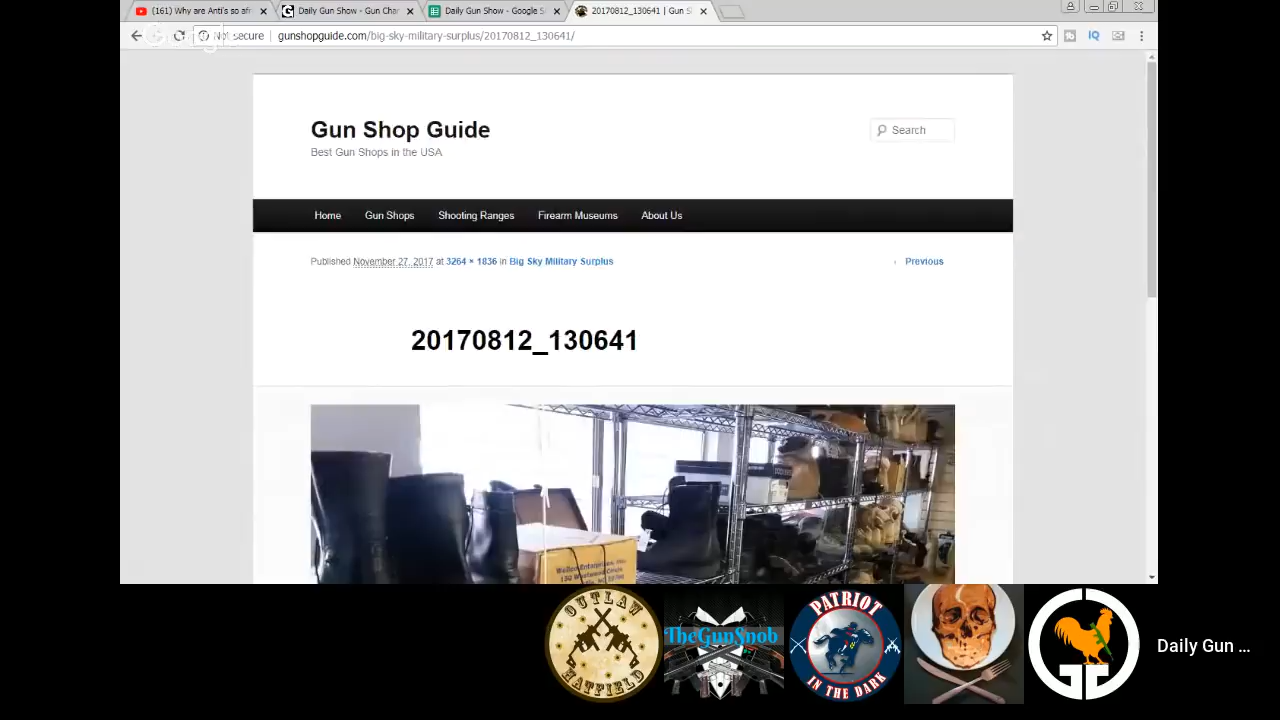 (161) Why are Anti's so afr
Daily Gun Show - Gun Char
Daily Gun Show - Google S
20170812_130641 | Gun S
Not secure
gunshopguide.com/big-sky-military-surplus/20170812_130641/
Gun Shop Guide
Best Gun Shops in the USA
Search
Home
Gun Shops
Shooting Ranges
Firearm Museums
About Us
Published November 27, 2017 at 3264 × 1836 in Big Sky Military Surplus
Previous
20170812_130641
OUTLAW
HATFIELD
TheGunSnob
PATRIOT
IN THE DARK
Daily Gun ...